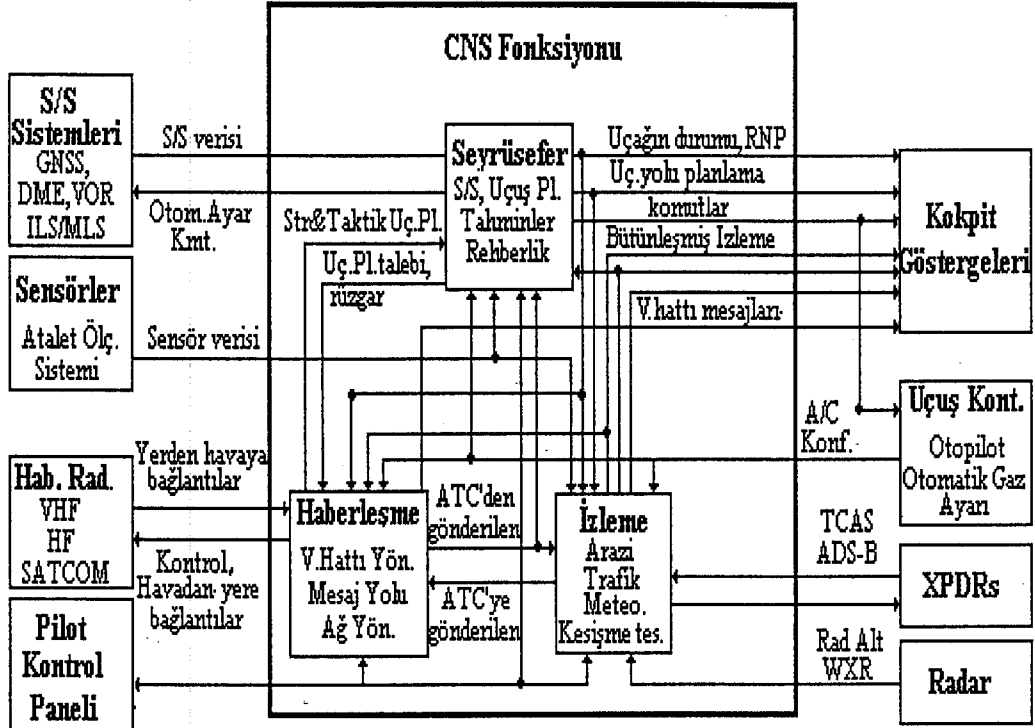 CNS Fonksiyonu
S/S
Sistemleri
GNSS,
DME,VOR
ILS/MLS
S/S verisi
Otom.Ayar
Kmt.
Sensörler
Atalet Ölç.
Sistemi
Sensör verisi
Hab. Rad.
VHF
HF
SATCOM
Yerden havaya
bağlantılar
Kontrol,
Havadan yere
bağlantılar
Pilot
Kontrol
Paneli
Seyrüsefer
S/S, Uçuş Pl.
Tahminler
Rehberlik
Str&Taktik Uç.Pl.
Uç.Pl.talebi,
rüzgar
Haberleşme
V.Hattı Yön.
Mesaj Yolu
Ağ Yön.
ATC'den
gönderilen
ATC'ye
gönderilen
İzleme
Arazi
Trafik
Meteo.
Kesişme tes.
Uçağın durumu,RNP
Uç.yolu planlama
komutlar
Bütünleşmiş İzleme
V.hattı mesajları
Kokpit
Göstergeleri
A/C
Konf.
Uçuş Kont.
Otopilot
Otomatik Gaz
Ayarı
TCAS
ADS-B
XPDRs
Rad Alt
WXR
Radar